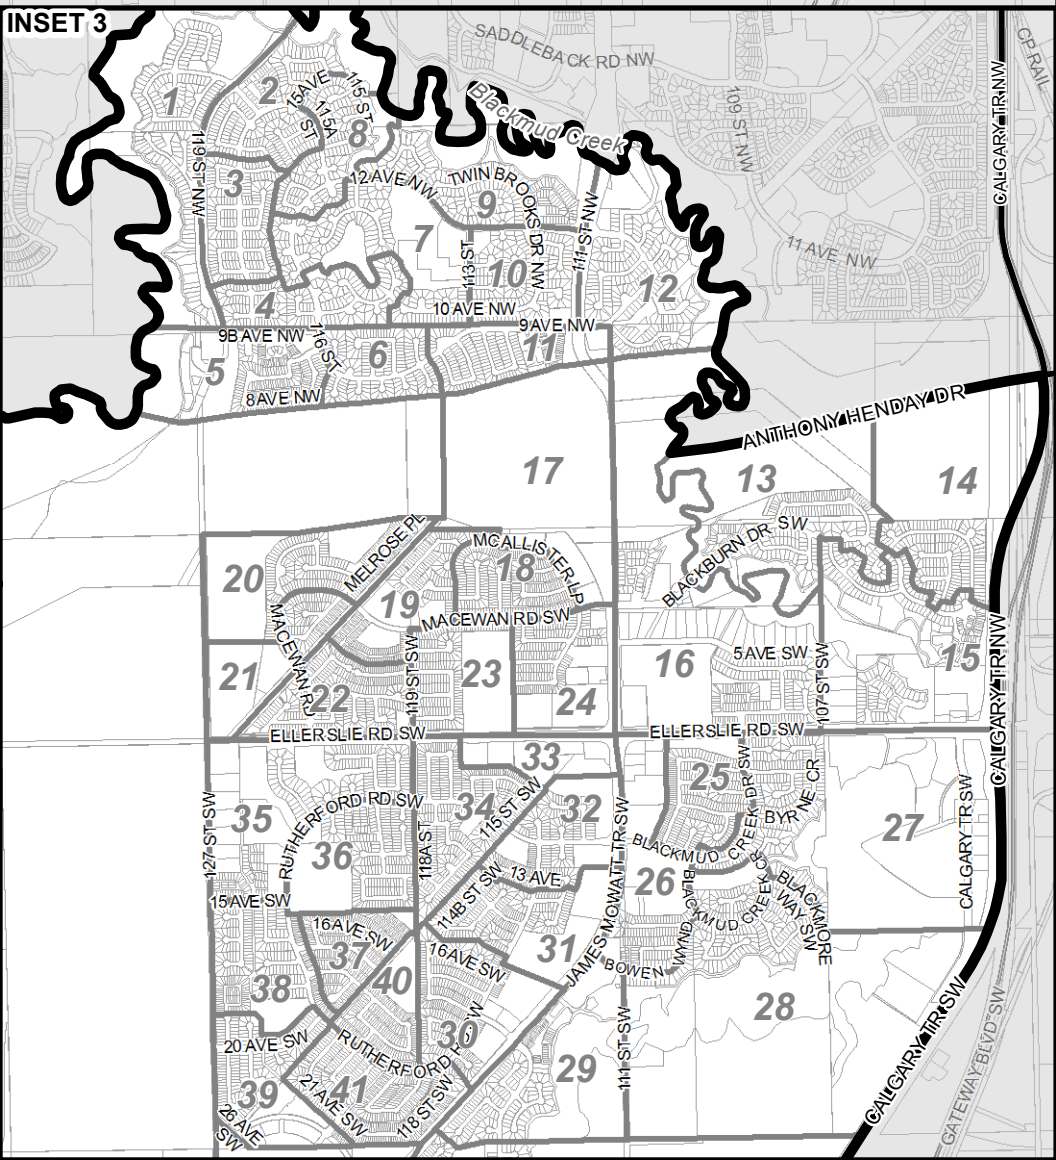 INSET 3
SADDLEBACK RD NW
CP RAIL
CALGARY TR NW
Blackmud Creek
109 ST NW
1
2
15AVE
115 ST
115A
ST
8
119 ST NW
3
12 AVE NW
TWIN BROOKS DR NW
9
111 ST NW
11 AVE NW
7
113 ST
10
12
4
10 AVE NW
9B AVE NW
116 ST
9 AVE NW
5
6
11
8 AVE NW
ANTHONY HENDAY DR
17
13
14
MELROSE PL
MCALLISTER LP
BLACKBURN DR SW
20
18
19
MACEWAN RD SW
MACEWAN RD
21
22
119 ST SW
23
24
16
5 AVE SW
107 ST SW
15
CALGARY TR NW
ELLERSLIE RD SW
ELLERSLIE RD SW
33
25
34
115 ST SW
32
BLACKMUD CREEK DR SW
BYRNE CR
27
CALGARY TR SW
127 ST SW
35
RUTHERFORD RD SW
36
118A ST
13 AVE
JAMES MOWATT TR SW
26
BLACKMUD CREEK CR
BLACKMORE
WAY SW
15 AVE SW
114B ST SW
16 AVE SW
37
16 AVE SW
31
BOWEN WYND
38
40
28
CALGARY TR SW
GATEWAY BLVD SW
20 AVE SW
RUTHERFORD RD SW
30
29
111 ST SW
39
41
21 AVE SW
118 ST SW
26 AVE
SW